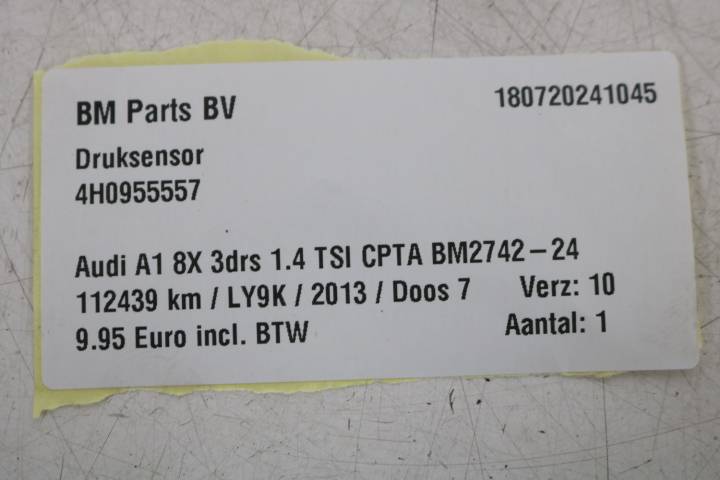 BM Parts BV 180720241045
Druksensor
4H0955557
Audi A1 8X 3drs 1.4 TSI CPTA BM2742-24
112439 km / LY9K / 2013 / Doos 7 Verz: 10
9.95 Euro incl. BTW Aantal: 1